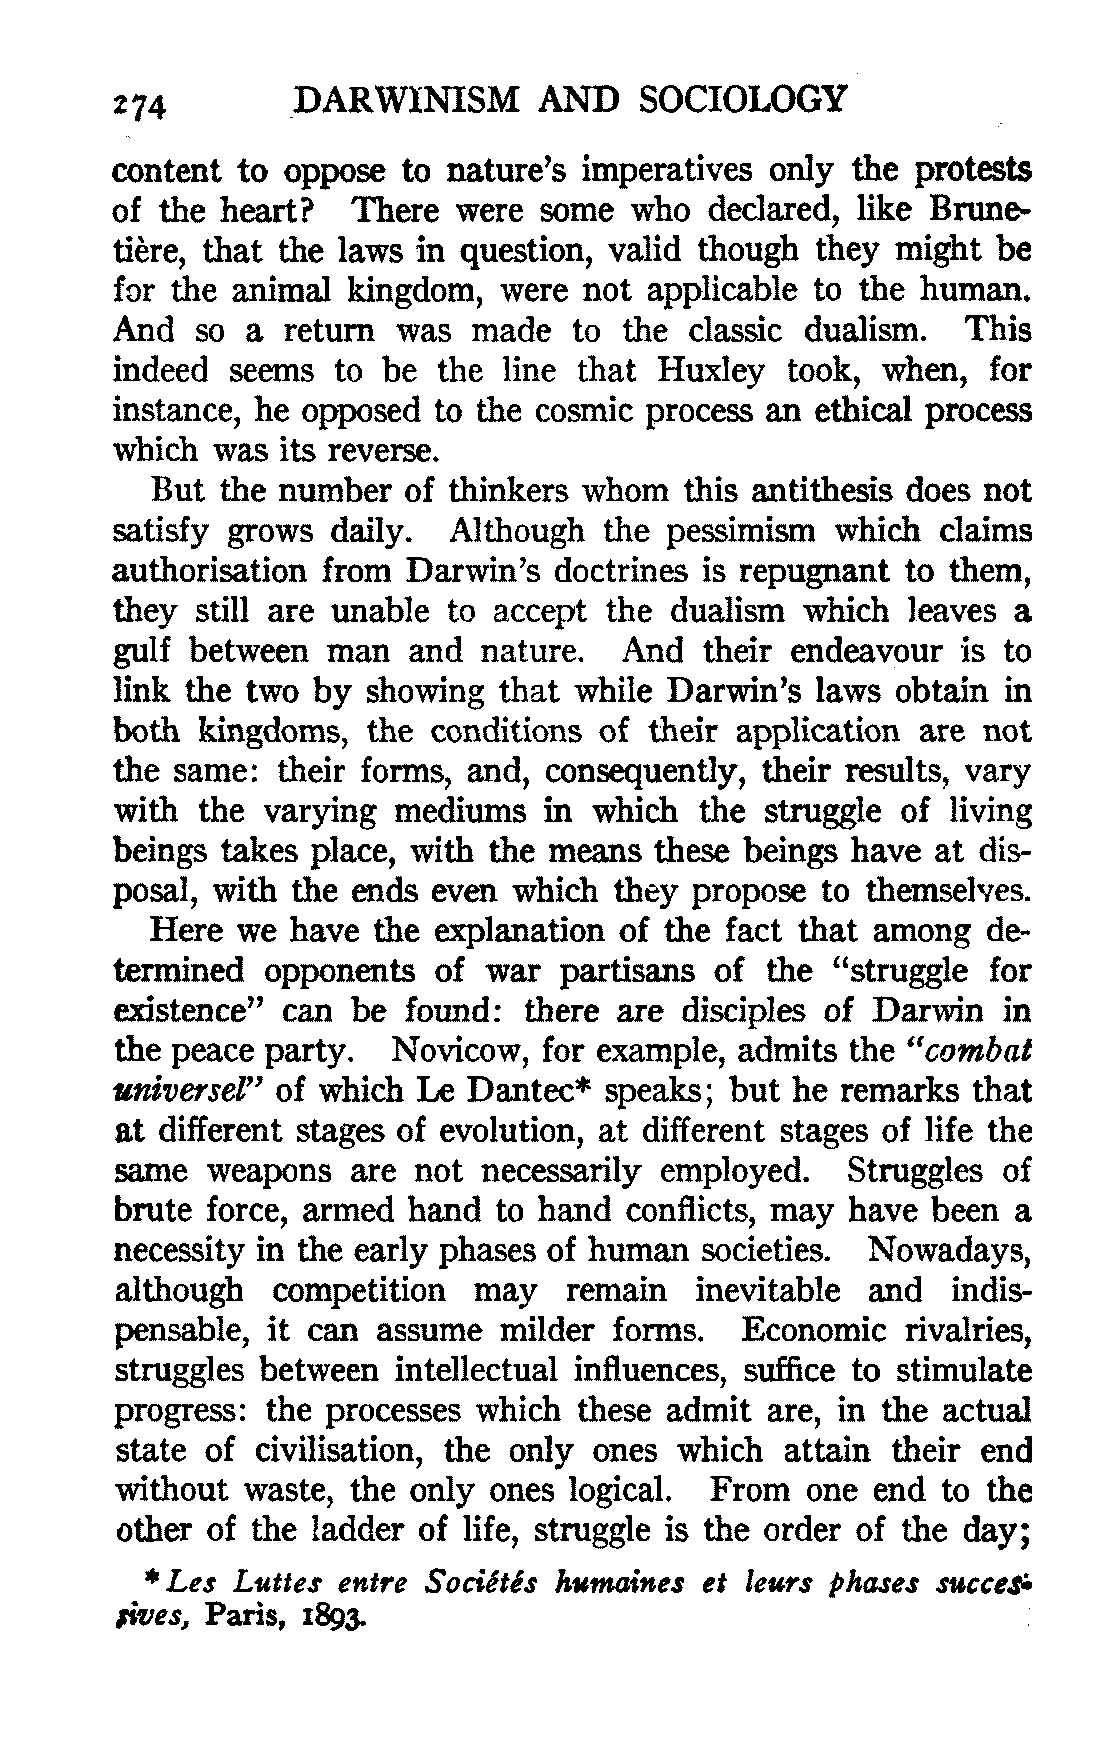 274 DARWINISM AND SOCIOLOGY
content to oppose to nature's imperatives only the protests
of the heart? There were some who declared, like Brune-
tière, that the laws in question, valid though they might be
for the animal kingdom, were not applicable to the human.
And so a return was made to the classic dualism. This
indeed seems to be the line that Huxley took, when, for
instance, he opposed to the cosmic process an ethical process
which was its reverse.
But the number of thinkers whom this antithesis does not
satisfy grows daily. Although the pessimism which claims
authorisation from Darwin's doctrines is repugnant to them,
they still are unable to accept the dualism which leaves a
gulf between man and nature. And their endeavour is to
link the two by showing that while Darwin's laws obtain in
both kingdoms, the conditions of their application are not
the same: their forms, and, consequently, their results, vary
with the varying mediums in which the struggle of living
beings takes place, with the means these beings have at dis-
posal, with the ends even which they propose to themselves.
Here we have the explanation of the fact that among de-
termined opponents of war partisans of the "struggle for
existence" can be found: there are disciples of Darwin in
the peace party. Novicow, for example, admits the "combat
universel" of which Le Dantec* speaks; but he remarks that
at different stages of evolution, at different stages of life the
same weapons are not necessarily employed. Struggles of
brute force, armed hand to hand conflicts, may have been a
necessity in the early phases of human societies. Nowadays,
although competition may remain inevitable and indis-
pensable, it can assume milder forms. Economic rivalries,
struggles between intellectual influences, suffice to stimulate
progress: the processes which these admit are, in the actual
state of civilisation, the only ones which attain their end
without waste, the only ones logical. From one end to the
other of the ladder of life, struggle is the order of the day;
* Les Luttes entre Sociétés humaines et leurs phases succes-
sives, Paris, 1893.